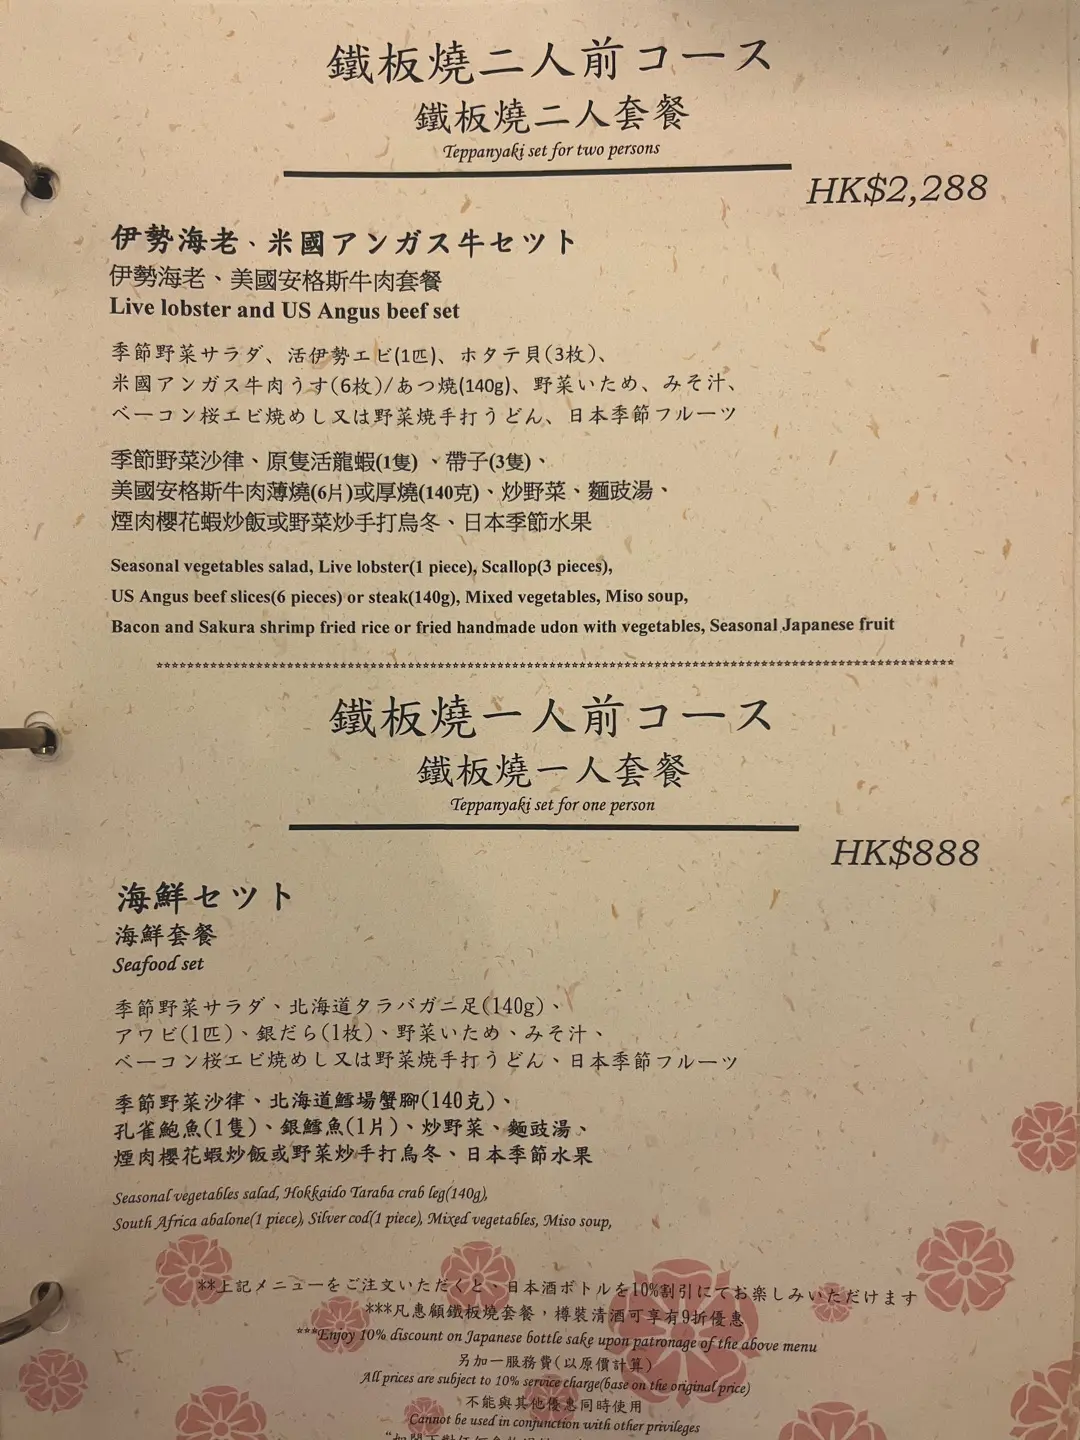 鐵板燒二人前コース
鐵板燒二人套餐
Teppanyaki set for two persons
HK$2,288
伊勢海老、米國アンガス牛セット
伊勢海老、美國安格斯牛肉套餐
Live lobster and US Angus beef set
季節野菜サラダ、活伊勢エビ(1匹)、ホタテ貝(3枚)、
米國アンガス牛肉うす(6枚)/あつ焼(140g)、野菜いため、みそ汁、
ベーコン桜エビ焼めし又は野菜焼手打うどん、日本季節フルーツ
季節野菜沙律、原隻活龍蝦(1隻)、帶子(3隻)、
美國安格斯牛肉薄燒(6片)或厚燒(140克)、炒野菜、麵豉湯、
煙肉櫻花蝦炒飯或野菜炒手打烏冬、日本季節水果
Seasonal vegetables salad, Live lobster(1 piece), Scallop(3 pieces),
US Angus beef slices(6 pieces) or steak(140g), Mixed vegetables, Miso soup,
Bacon and Sakura shrimp fried rice or fried handmade udon with vegetables, Seasonal Japanese fruit
鐵板燒一人前コース
鐵板燒一人套餐
Teppanyaki set for one person
HK$888
海鮮セット
海鮮套餐
Seafood set
季節野菜サラダ、北海道タラバガニ足(140g)、
アワビ(1匹)、銀だら(1枚)、野菜いため、みそ汁、
ベーコン桜エビ焼めし又は野菜焼手打うどん、日本季節フルーツ
季節野菜沙律、北海道鱈場蟹腳(140克)、
孔雀鮑魚(1隻)、銀鱈魚(1片)、炒野菜、麵豉湯、
煙肉櫻花蝦炒飯或野菜炒手打烏冬、日本季節水果
Seasonal vegetables salad, Hokkaido Taraba crab leg(140g),
South Africa abalone(1 piece), Silver cod(1 piece), Mixed vegetables, Miso soup,
**上記メニューをご注文いただくと、日本酒ボトルを10%割引にてお楽しみいただけます
***凡惠顧鐵板燒套餐，樽裝清酒可享有9折優惠
***Enjoy 10% discount on Japanese bottle sake upon patronage of the above menu
另加一服務費(以原價計算)
All prices are subject to 10% service charge(base on the original price)
不能與其他優惠同時使用
Cannot be used in conjunction with other privileges